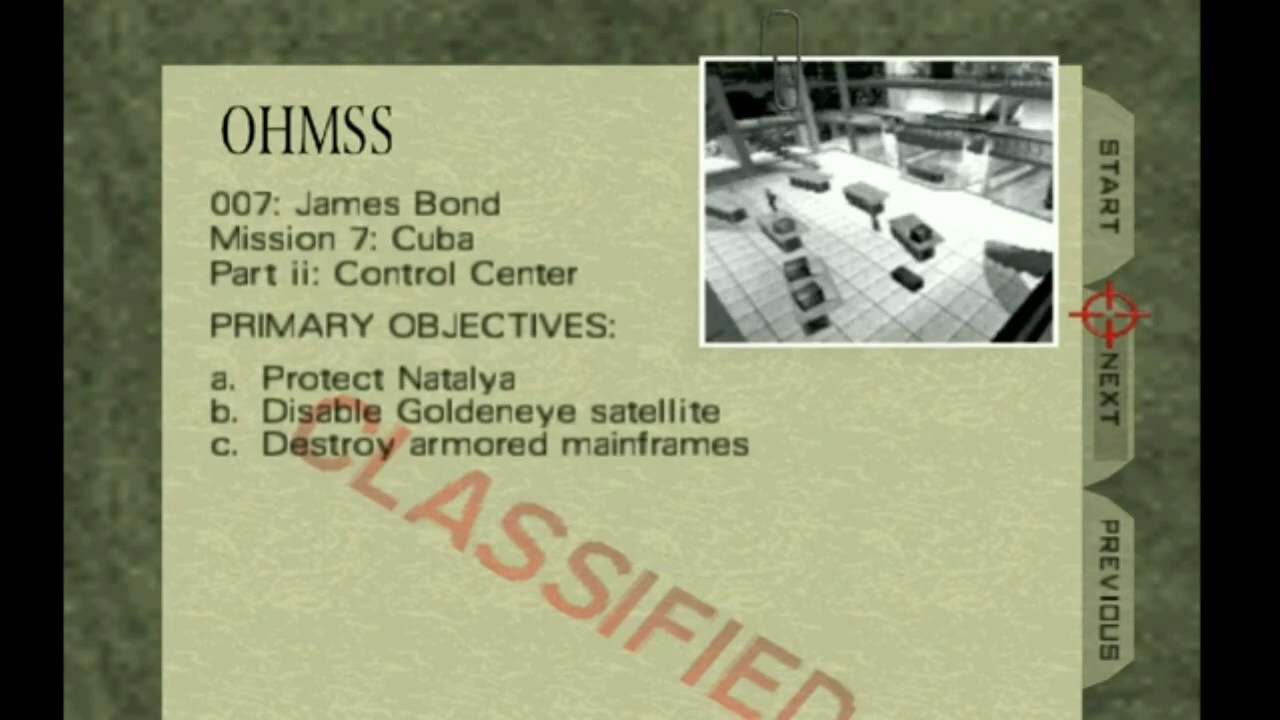 OHMSS
007: James Bond
Mission 7: Cuba
Part ii: Control Center
PRIMARY OBJECTIVES:
a. Protect Natalya
b. Disable Goldeneye satellite
c. Destroy armored mainframes
CLASSIFIED
START
NEXT
PREVIOUS